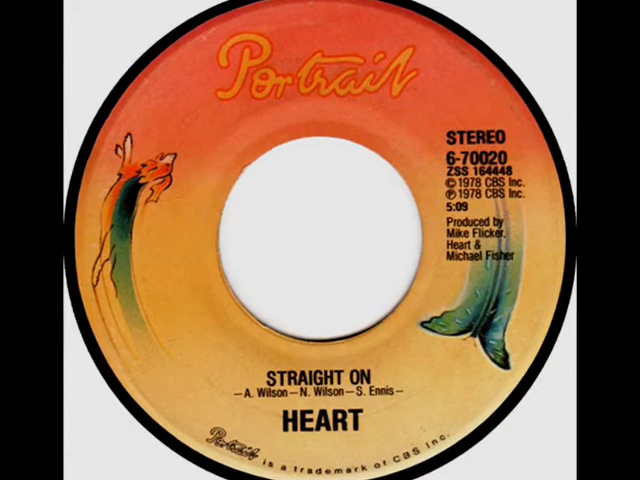 Portrait
STEREO
6-70020
ZSS 164448
© 1978 CBS Inc.
℗ 1978 CBS Inc.
5:09
Produced by
Mike Flicker,
Heart &
Michael Fisher
STRAIGHT ON
—A. Wilson—N. Wilson—S. Ennis—
HEART
Portrait is a trademark of CBS Inc.